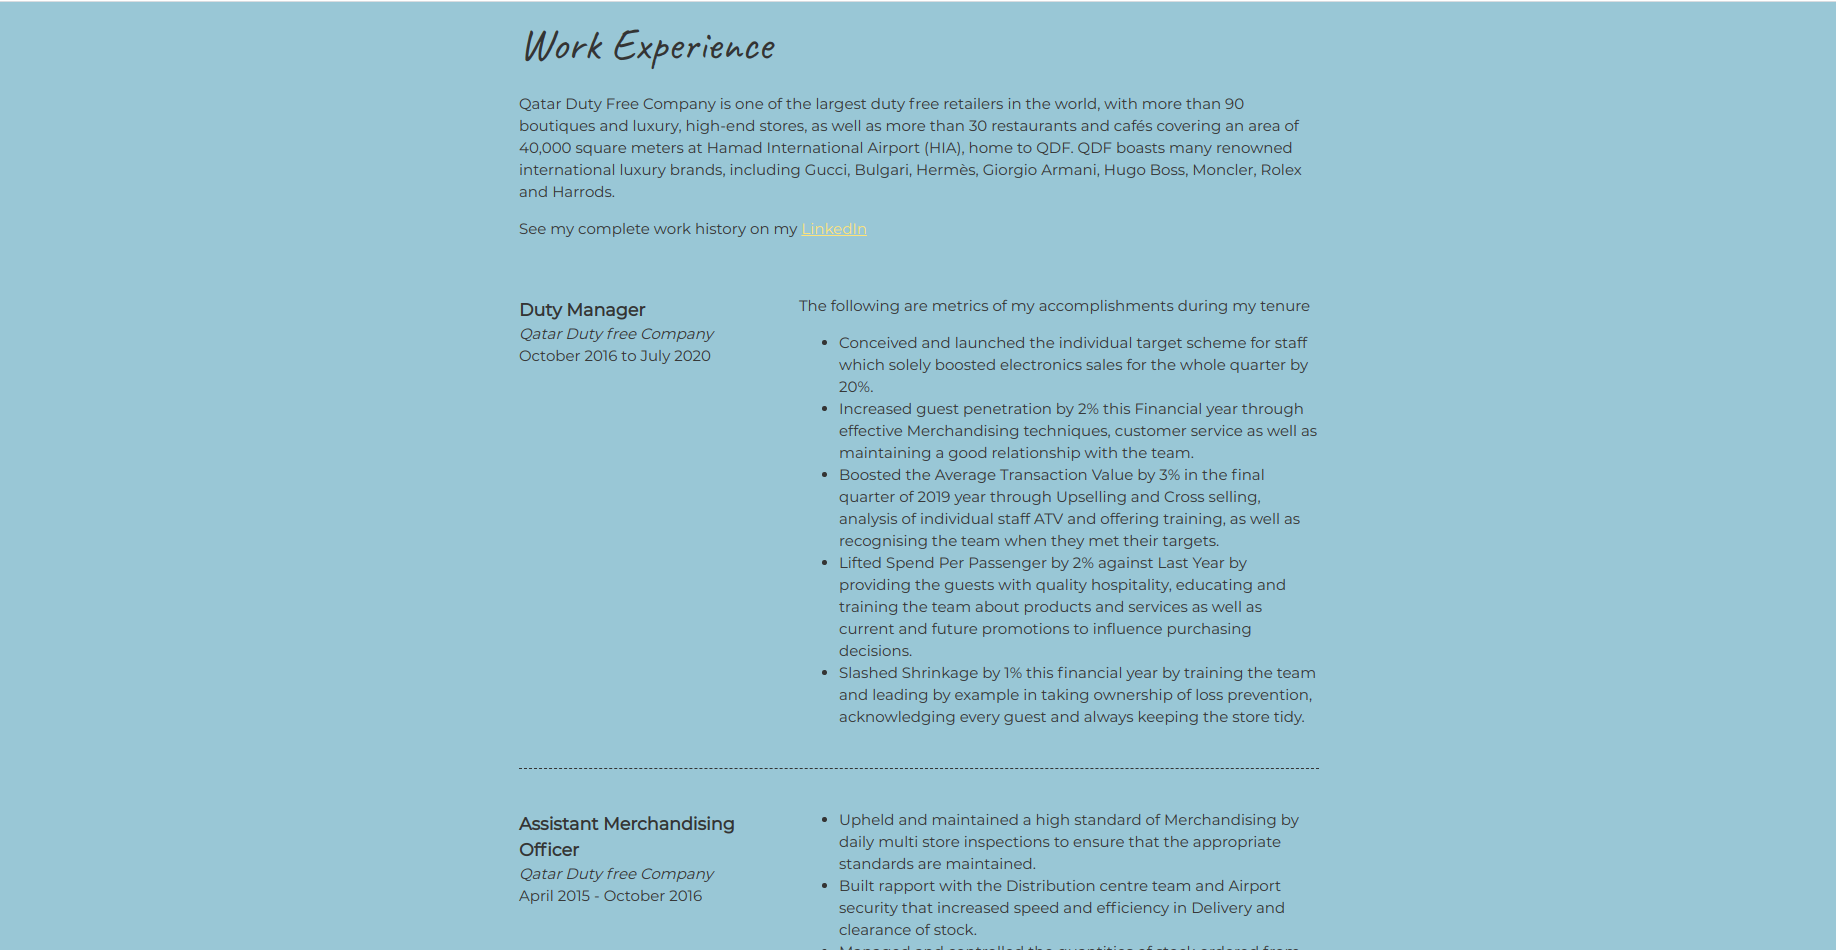 Work Experience
Qatar Duty Free Company is one of the largest duty free retailers in the world, with more than 90
boutiques and luxury, high-end stores, as well as more than 30 restaurants and cafés covering an area of
40,000 square meters at Hamad International Airport (HIA), home to QDF. QDF boasts many renowned
international luxury brands, including Gucci, Bulgari, Hermès, Giorgio Armani, Hugo Boss, Moncler, Rolex
and Harrods.
See my complete work history on my LinkedIn
Duty Manager
Qatar Duty free Company
October 2016 to July 2020
The following are metrics of my accomplishments during my tenure
• Conceived and launched the individual target scheme for staff
which solely boosted electronics sales for the whole quarter by
20%.
• Increased guest penetration by 2% this Financial year through
effective Merchandising techniques, customer service as well as
maintaining a good relationship with the team.
• Boosted the Average Transaction Value by 3% in the final
quarter of 2019 year through Upselling and Cross selling,
analysis of individual staff ATV and offering training, as well as
recognising the team when they met their targets.
• Lifted Spend Per Passenger by 2% against Last Year by
providing the guests with quality hospitality, educating and
training the team about products and services as well as
current and future promotions to influence purchasing
decisions.
• Slashed Shrinkage by 1% this financial year by training the team
and leading by example in taking ownership of loss prevention,
acknowledging every guest and always keeping the store tidy.
Assistant Merchandising
Officer
Qatar Duty free Company
April 2015 - October 2016
• Upheld and maintained a high standard of Merchandising by
daily multi store inspections to ensure that the appropriate
standards are maintained.
• Built rapport with the Distribution centre team and Airport
security that increased speed and efficiency in Delivery and
clearance of stock.
• Managed and controlled the quantities of stock ordered from